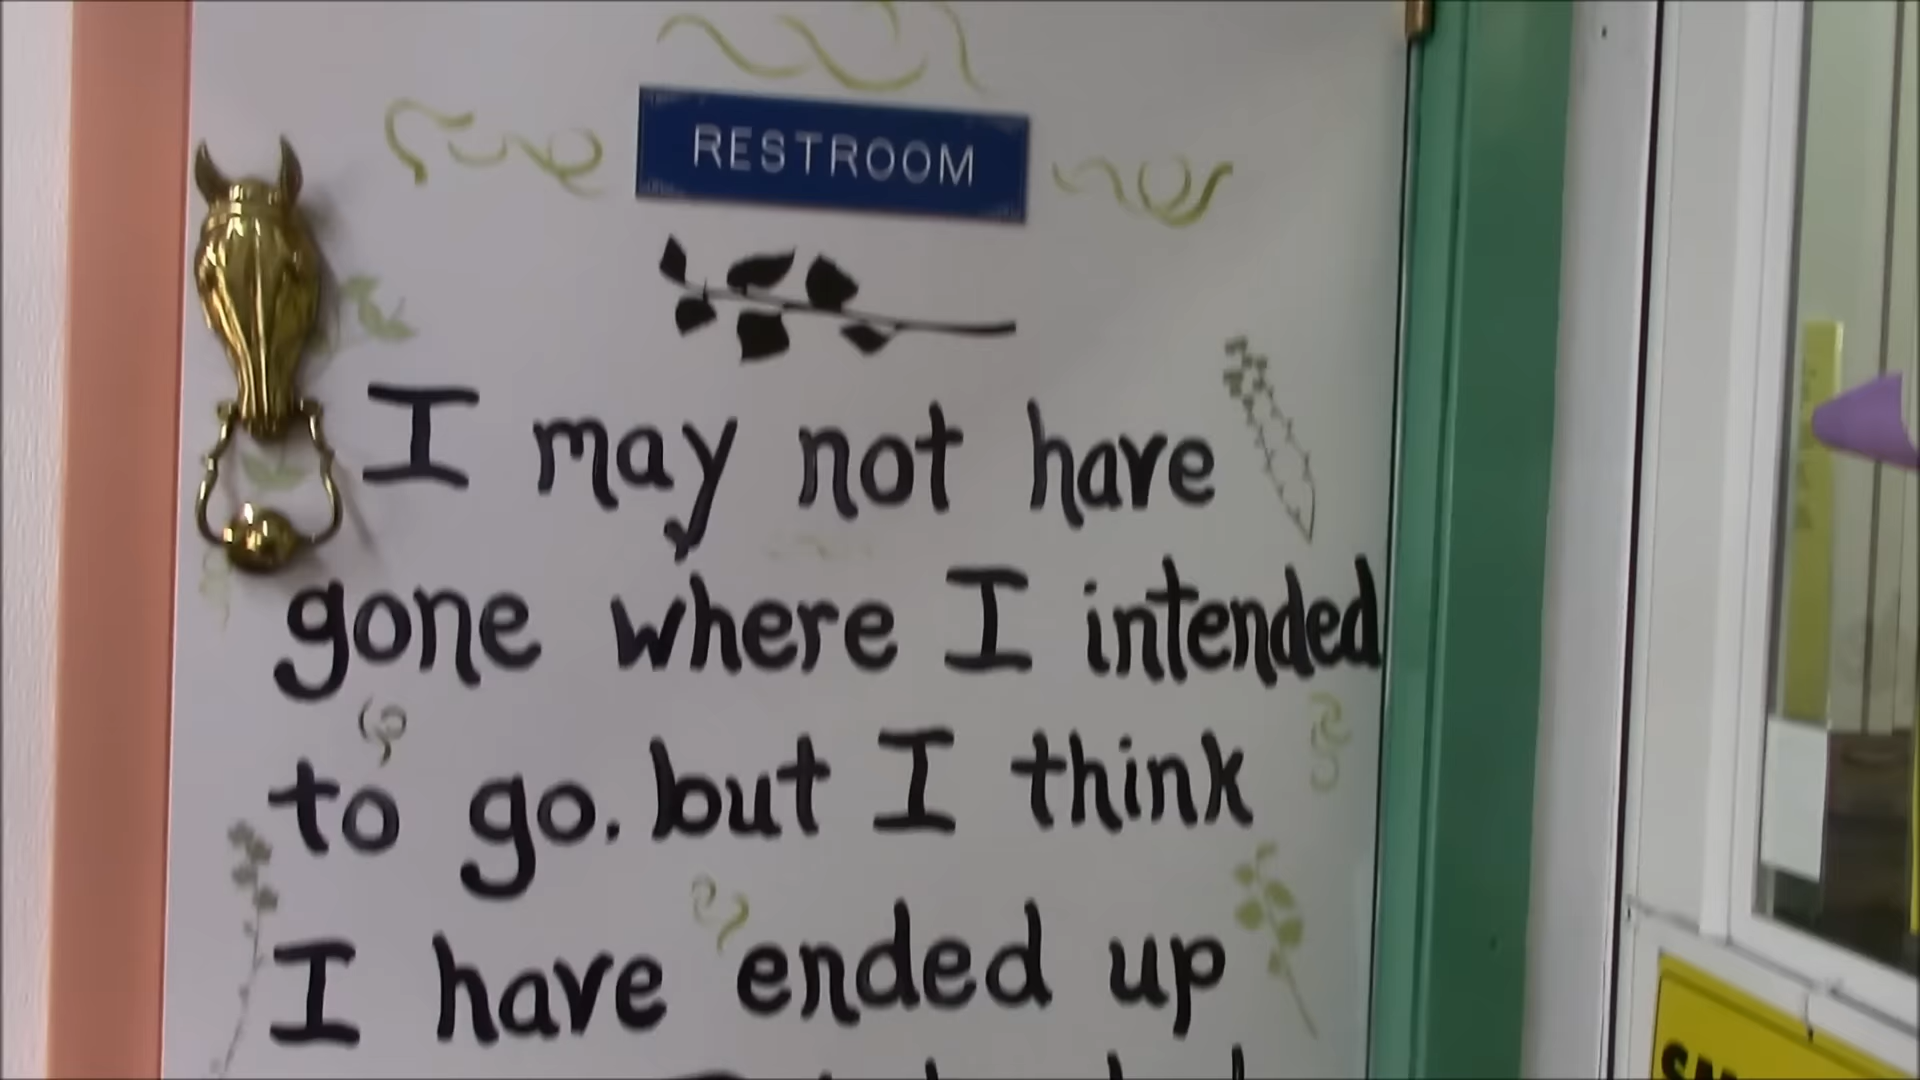 RESTROOM
I may not have
gone where I intended
to go. but I think
I have ended up